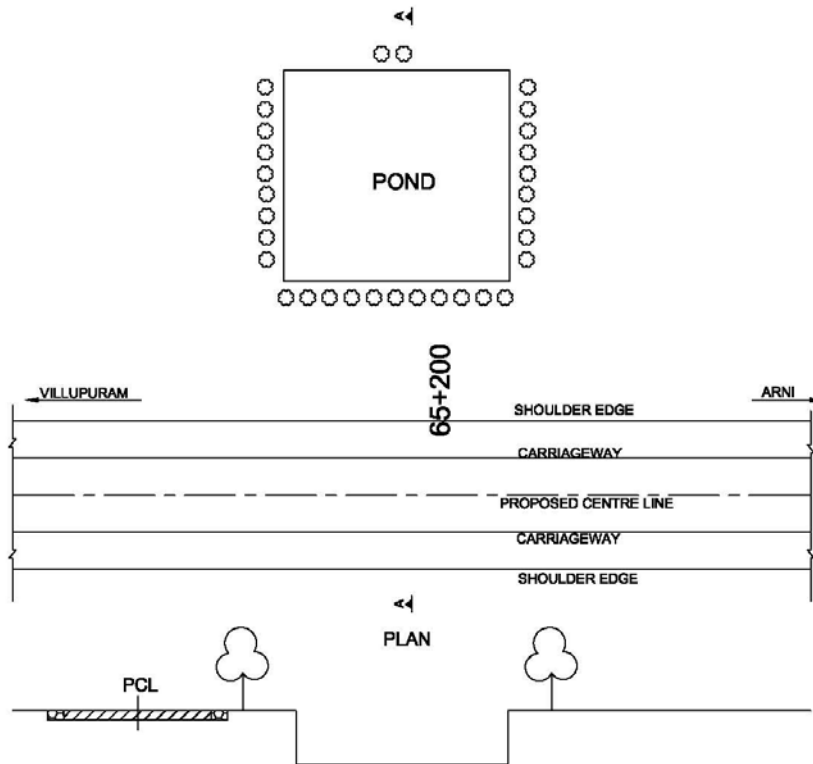 A
POND
65+200
VILLUPURAM
ARNI
SHOULDER EDGE
CARRIAGEWAY
PROPOSED CENTRE LINE
CARRIAGEWAY
SHOULDER EDGE
A
PLAN
PCL